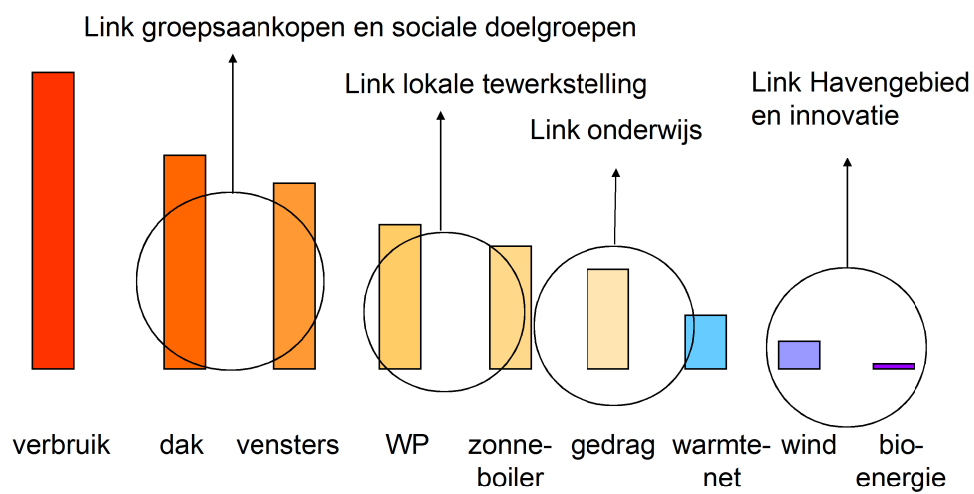 Link groepsaankopen en sociale doelgroepen
Link lokale tewerkstelling
Link onderwijs
Link Havengebied
en innovatie
verbruik
dak
vensters
WP
zonne-
boiler
gedrag
warmte-
net
wind
bio-
energie